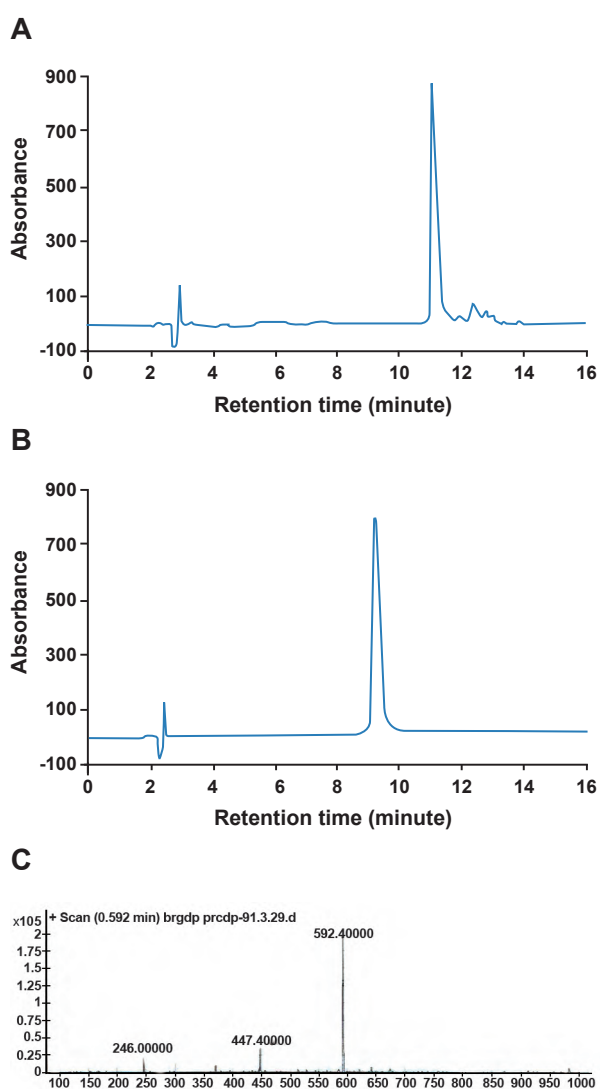 A
900
700
500
300
100
-100
Absorbance
0 2 4 6 8 10 12 14 16
Retention time (minute)
B
900
700
500
300
100
-100
Absorbance
0 2 4 6 8 10 12 14 16
Retention time (minute)
C
x105 + Scan (0.592 min) brgdp prcdp-91.3.29.d
2
1.75
1.5
1
0.75
0.5
0.25
0
592.40000
447.40000
246.00000
100 150 200 250 300 350 400 450 500 550 600 650 700 750 800 850 900 1000